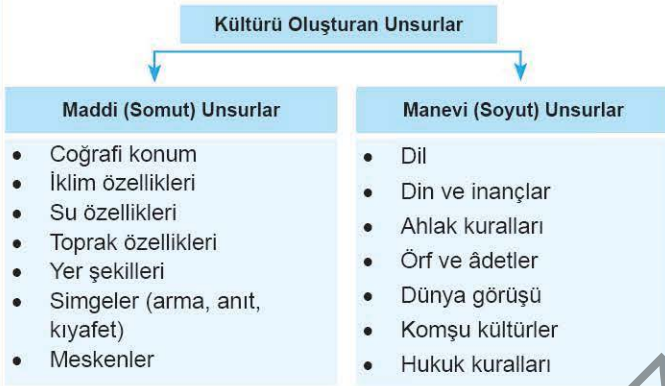 Kültürü Oluşturan Unsurlar
Maddi (Somut) Unsurlar
• Coğrafi konum
• İklim özellikleri
• Su özellikleri
• Toprak özellikleri
• Yer şekilleri
• Simgeler (arma, anıt,
kıyafet)
• Meskenler
Manevi (Soyut) Unsurlar
• Dil
• Din ve inançlar
• Ahlak kuralları
• Örf ve âdetler
• Dünya görüşü
• Komşu kültürler
• Hukuk kuralları